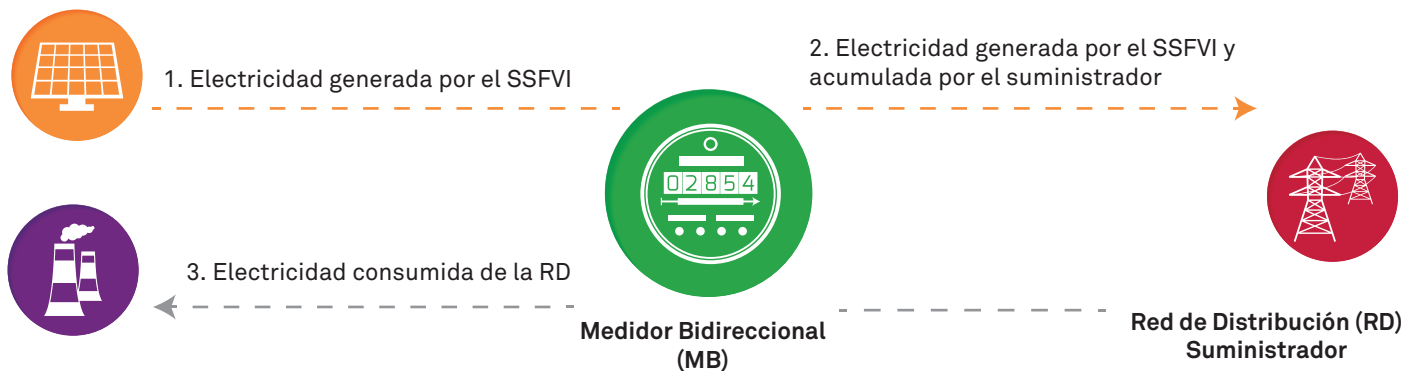 1. Electricidad generada por el SSFVI
2. Electricidad generada por el SSFVI y
acumulada por el suministrador
02854
3. Electricidad consumida de la RD
Medidor Bidireccional
(MB)
Red de Distribución (RD)
Suministrador